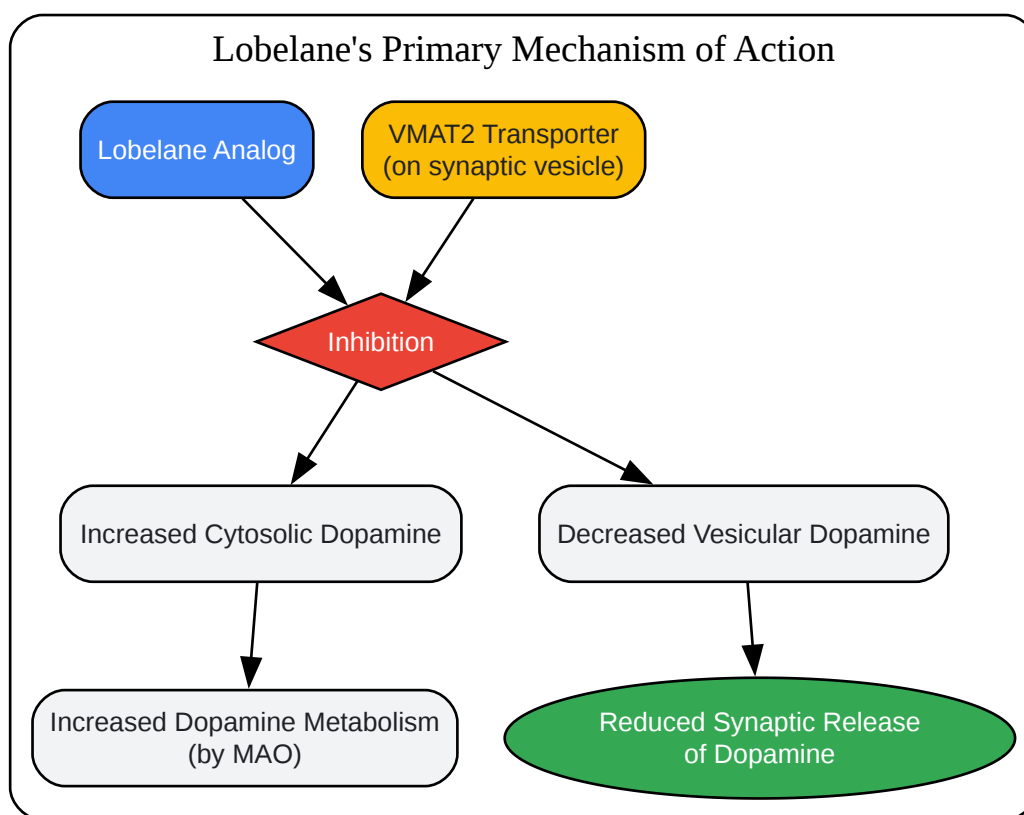 Lobelane's Primary Mechanism of Action
Lobelane Analog
VMAT2 Transporter
(on synaptic vesicle)
Inhibition
Increased Cytosolic Dopamine
Decreased Vesicular Dopamine
Increased Dopamine Metabolism
(by MAO)
Reduced Synaptic Release
of Dopamine